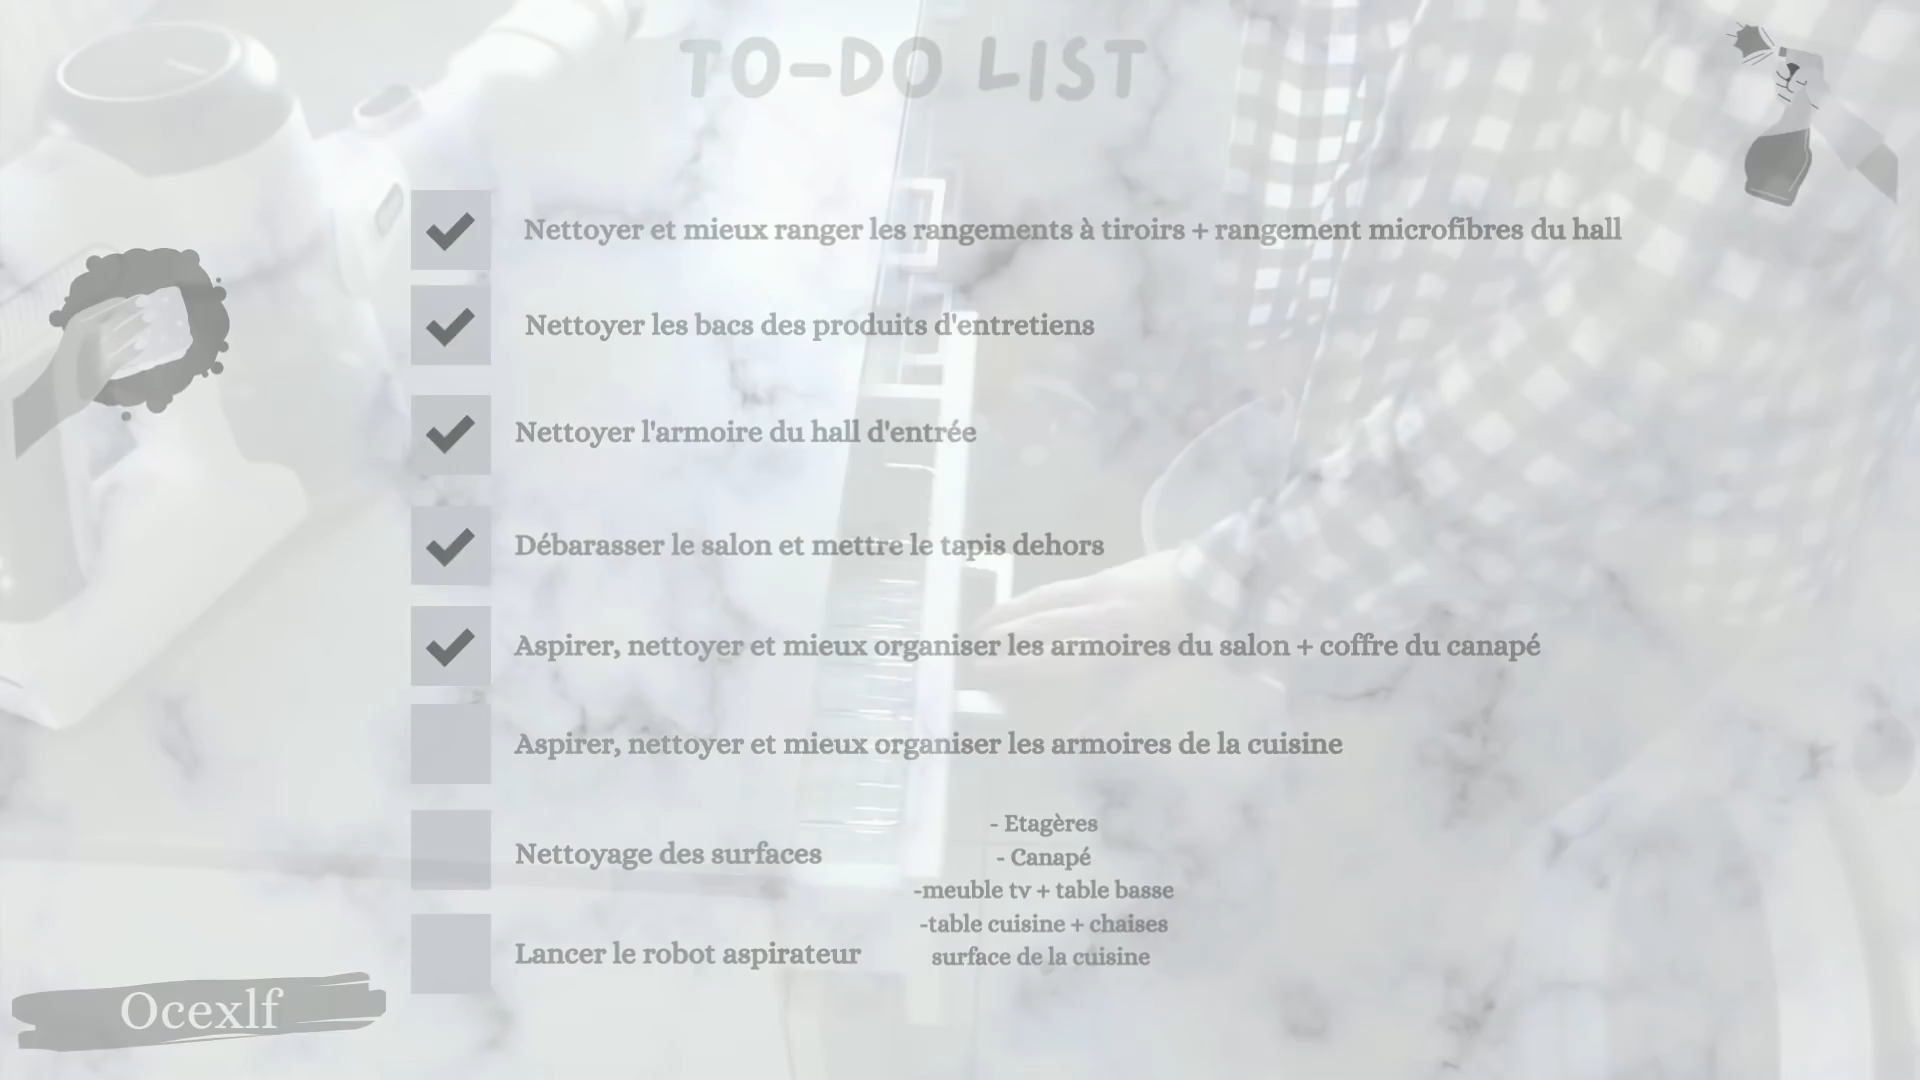 TO-DO LIST
Nettoyer et mieux ranger les rangements à tiroirs + rangement microfibres du hall
Nettoyer les bacs des produits d'entretiens
Nettoyer l'armoire du hall d'entrée
Débarasser le salon et mettre le tapis dehors
Aspirer, nettoyer et mieux organiser les armoires du salon + coffre du canapé
Aspirer, nettoyer et mieux organiser les armoires de la cuisine
Nettoyage des surfaces
- Etagères
- Canapé
-meuble tv + table basse
-table cuisine + chaises
surface de la cuisine
Lancer le robot aspirateur
Ocexlf